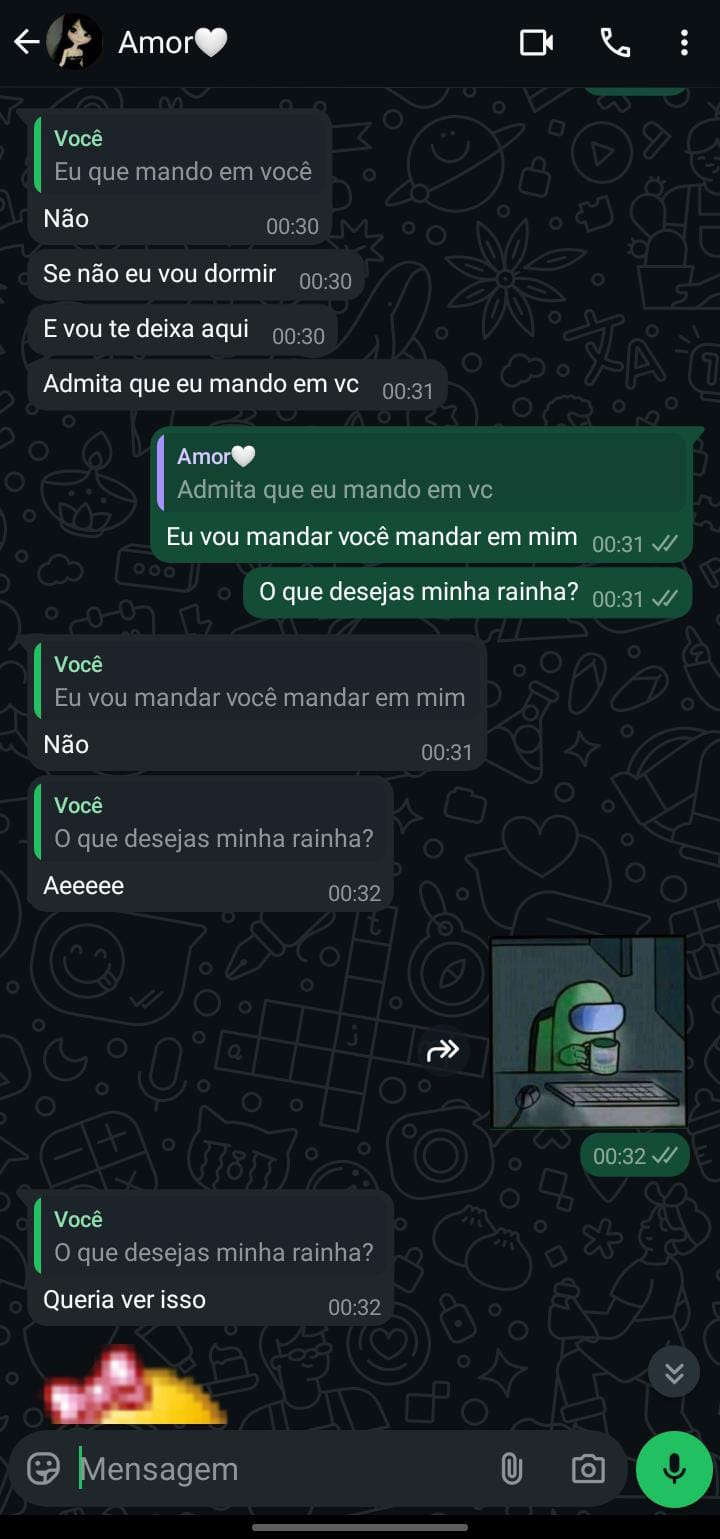 Amor🤍
Você
Eu que mando em você
Não 00:30
Se não eu vou dormir 00:30
E vou te deixa aqui 00:30
Admita que eu mando em vc 00:31
Amor🤍
Admita que eu mando em vc
Eu vou mandar você mandar em mim 00:31
O que desejas minha rainha? 00:31
Você
Eu vou mandar você mandar em mim
Não 00:31
Você
O que desejas minha rainha?
Aeeeee 00:32
00:32
Você
O que desejas minha rainha?
Queria ver isso 00:32
Mensagem